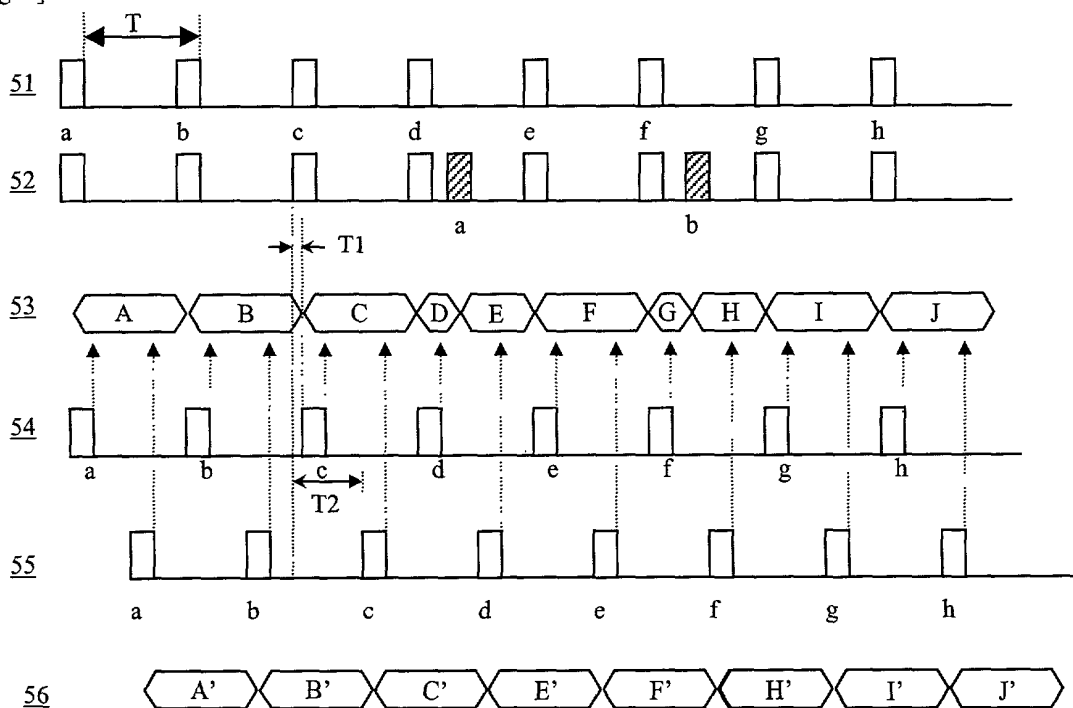 T
51
a b c d e f g h
52
a b
T1
53 A B C D E F G H I J
54
a b c d e f g h
T2
55
a b c d e f g h
56 A' B' C' E' F' H' I' J'